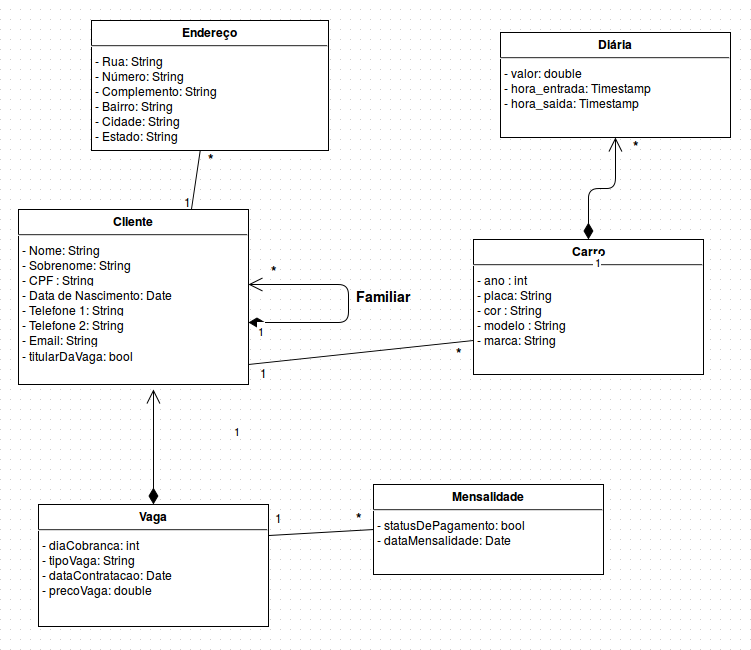 Endereço
- Rua: String
- Número: String
- Complemento: String
- Bairro: String
- Cidade: String
- Estado: String
*
1
Diária
- valor: double
- hora_entrada: Timestamp
- hora_saida: Timestamp
*
Cliente
- Nome: String
- Sobrenome: String
- CPF : String
- Data de Nascimento: Date
- Telefone 1: String
- Telefone 2: String
- Email: String
- titularDaVaga: bool
*
Familiar
1
1
*
Carro
1
- ano : int
- placa: String
- cor : String
- modelo : String
- marca: String
1
Vaga
- diaCobranca: int
- tipoVaga: String
- dataContratacao: Date
- precoVaga: double
1
*
Mensalidade
- statusDePagamento: bool
- dataMensalidade: Date